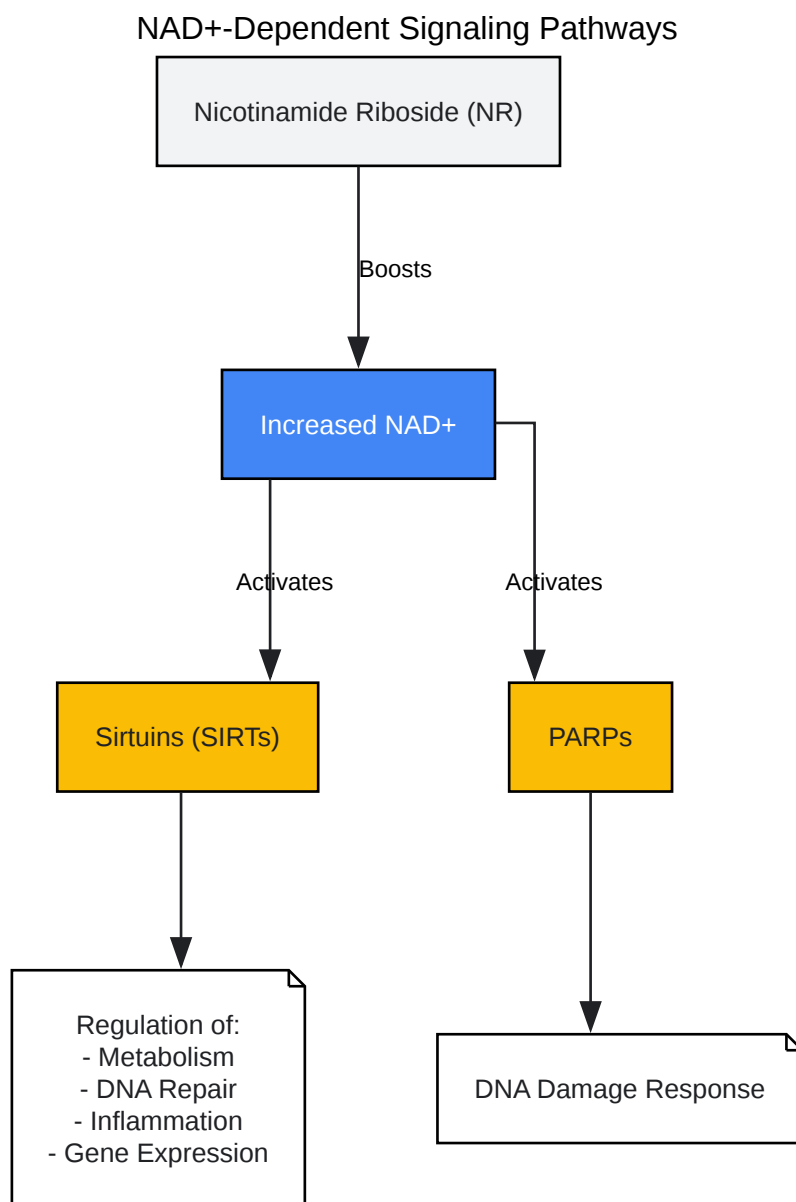 NAD+-Dependent Signaling Pathways
Nicotinamide Riboside (NR)
Boosts
Increased NAD+
Activates
Activates
Sirtuins (SIRTs)
PARPs
Regulation of:
- Metabolism
- DNA Repair
- Inflammation
- Gene Expression
DNA Damage Response